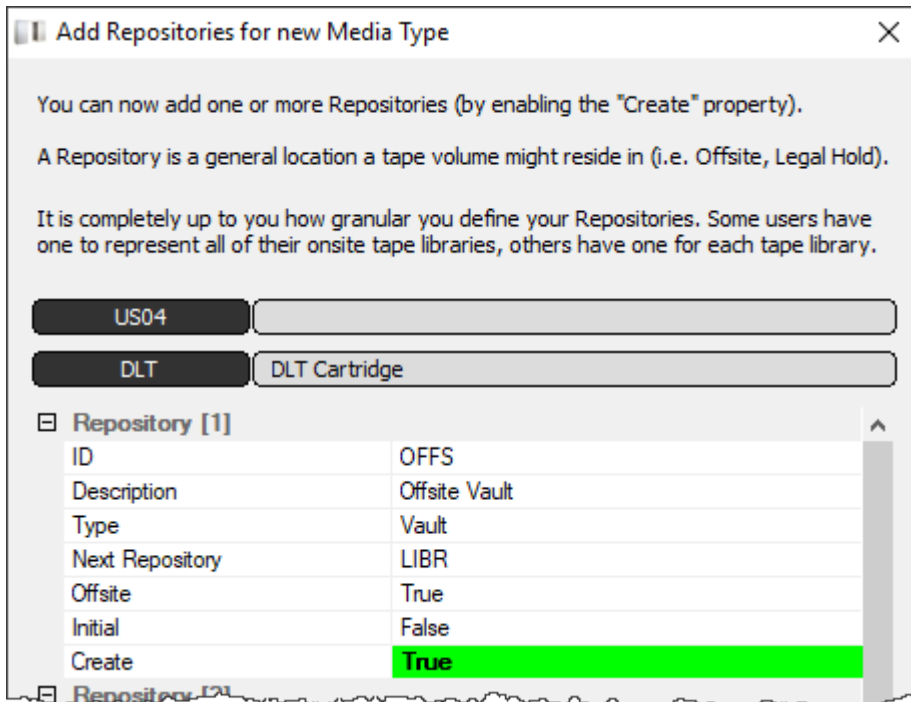 Add Repositories for new Media Type
You can now add one or more Repositories (by enabling the "Create" property).
A Repository is a general location a tape volume might reside in (i.e. Offsite, Legal Hold).
It is completely up to you how granular you define your Repositories. Some users have
one to represent all of their onsite tape libraries, others have one for each tape library.
US04
DLT DLT Cartridge
Repository [1]
ID OFFS
Description Offsite Vault
Type Vault
Next Repository LIBR
Offsite True
Initial False
Create True
Repository [2]